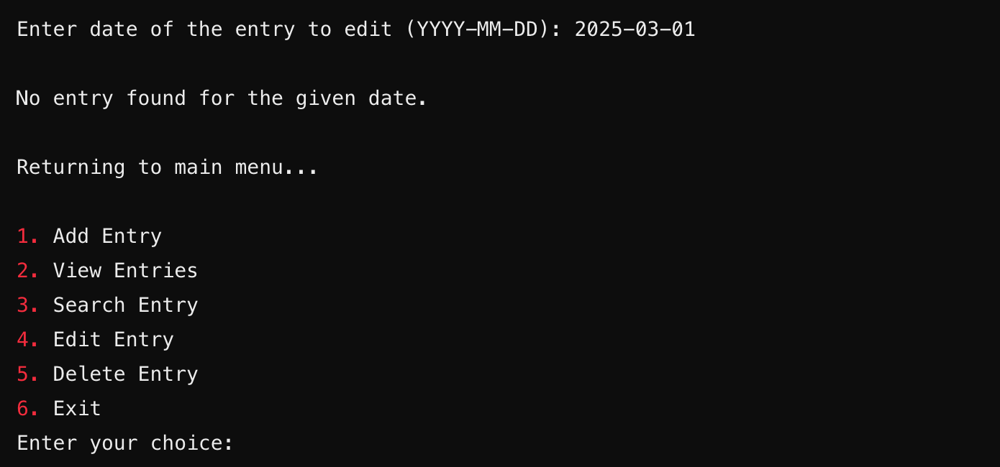 Enter date of the entry to edit (YYYY-MM-DD): 2025-03-01
No entry found for the given date.
Returning to main menu...
1. Add Entry
2. View Entries
3. Search Entry
4. Edit Entry
5. Delete Entry
6. Exit
Enter your choice: